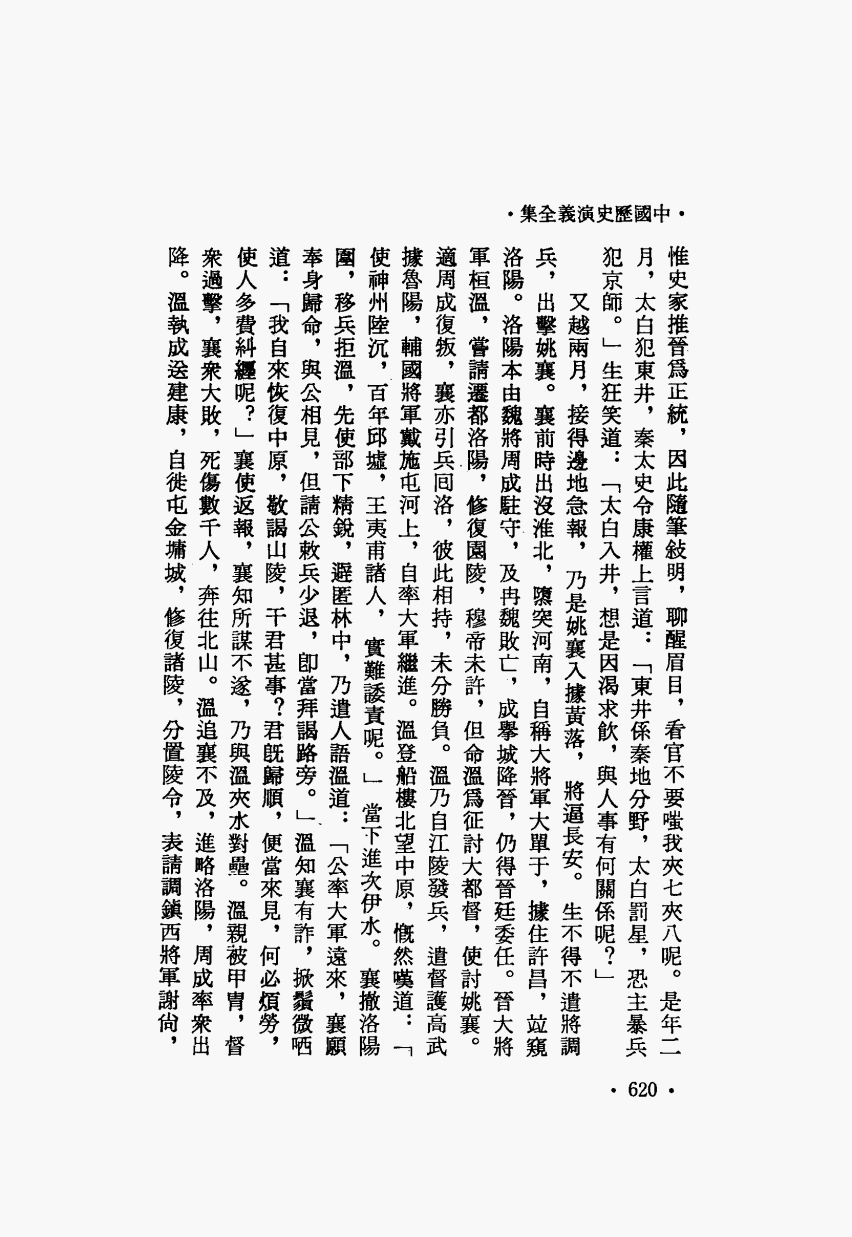 •中國歷史演義全集•
惟史家推晉爲正統，因此隨筆敍明，聊醒眉目，看官不要嗤我夾七夾八呢。是年二
月，太白犯東井，秦太史令康權上言道：「東井係秦地分野，太白罰星，恐主暴兵
犯京師。」生狂笑道：「太白入井，想是因渴求飲，與人事有何關係呢？」
又越兩月，接得邊地急報，乃是姚襄入據黃落，將逼長安。生不得不遣將調
兵，出擊姚襄。襄前時出沒淮北，隳突河南，自稱大將軍大單于，據住許昌，竝窺
洛陽。洛陽本由魏將周成駐守，及冉魏敗亡，成擧城降晉，仍得晉廷委任。晉大將
軍桓溫，嘗請遷都洛陽，修復園陵，穆帝未許，但命溫爲征討大都督，使討姚襄。
適周成復叛，襄亦引兵囘洛，彼此相持，未分勝負。溫乃自江陵發兵，遣督護高武
據魯陽，輔國將軍戴施屯河上，自率大軍繼進。溫登船樓北望中原，慨然嘆道：「
使神州陸沉，百年邱墟，王夷甫諸人，實難諉責呢。」當下進次伊水。襄撤洛陽
圍，移兵拒溫，先使部下精銳，避匿林中，乃遣人語溫道：「公率大軍遠來，襄願
奉身歸命，與公相見，但請公敕兵少退，卽當拜謁路旁。」溫知襄有詐，掀鬚微哂
道：「我自來恢復中原，敬謁山陵，干君甚事？君旣歸順，便當來見，何必煩勞，
使人多費糾纏呢？」襄使返報，襄知所謀不遂，乃與溫夾水對壘。溫親被甲冑，督
衆過擊，襄衆大敗，死傷數千人，奔往北山。溫追襄不及，進略洛陽，周成率衆出
降。溫執成送建康，自徙屯金墉城，修復諸陵，分置陵令，表請調鎭西將軍謝尙，
•620•